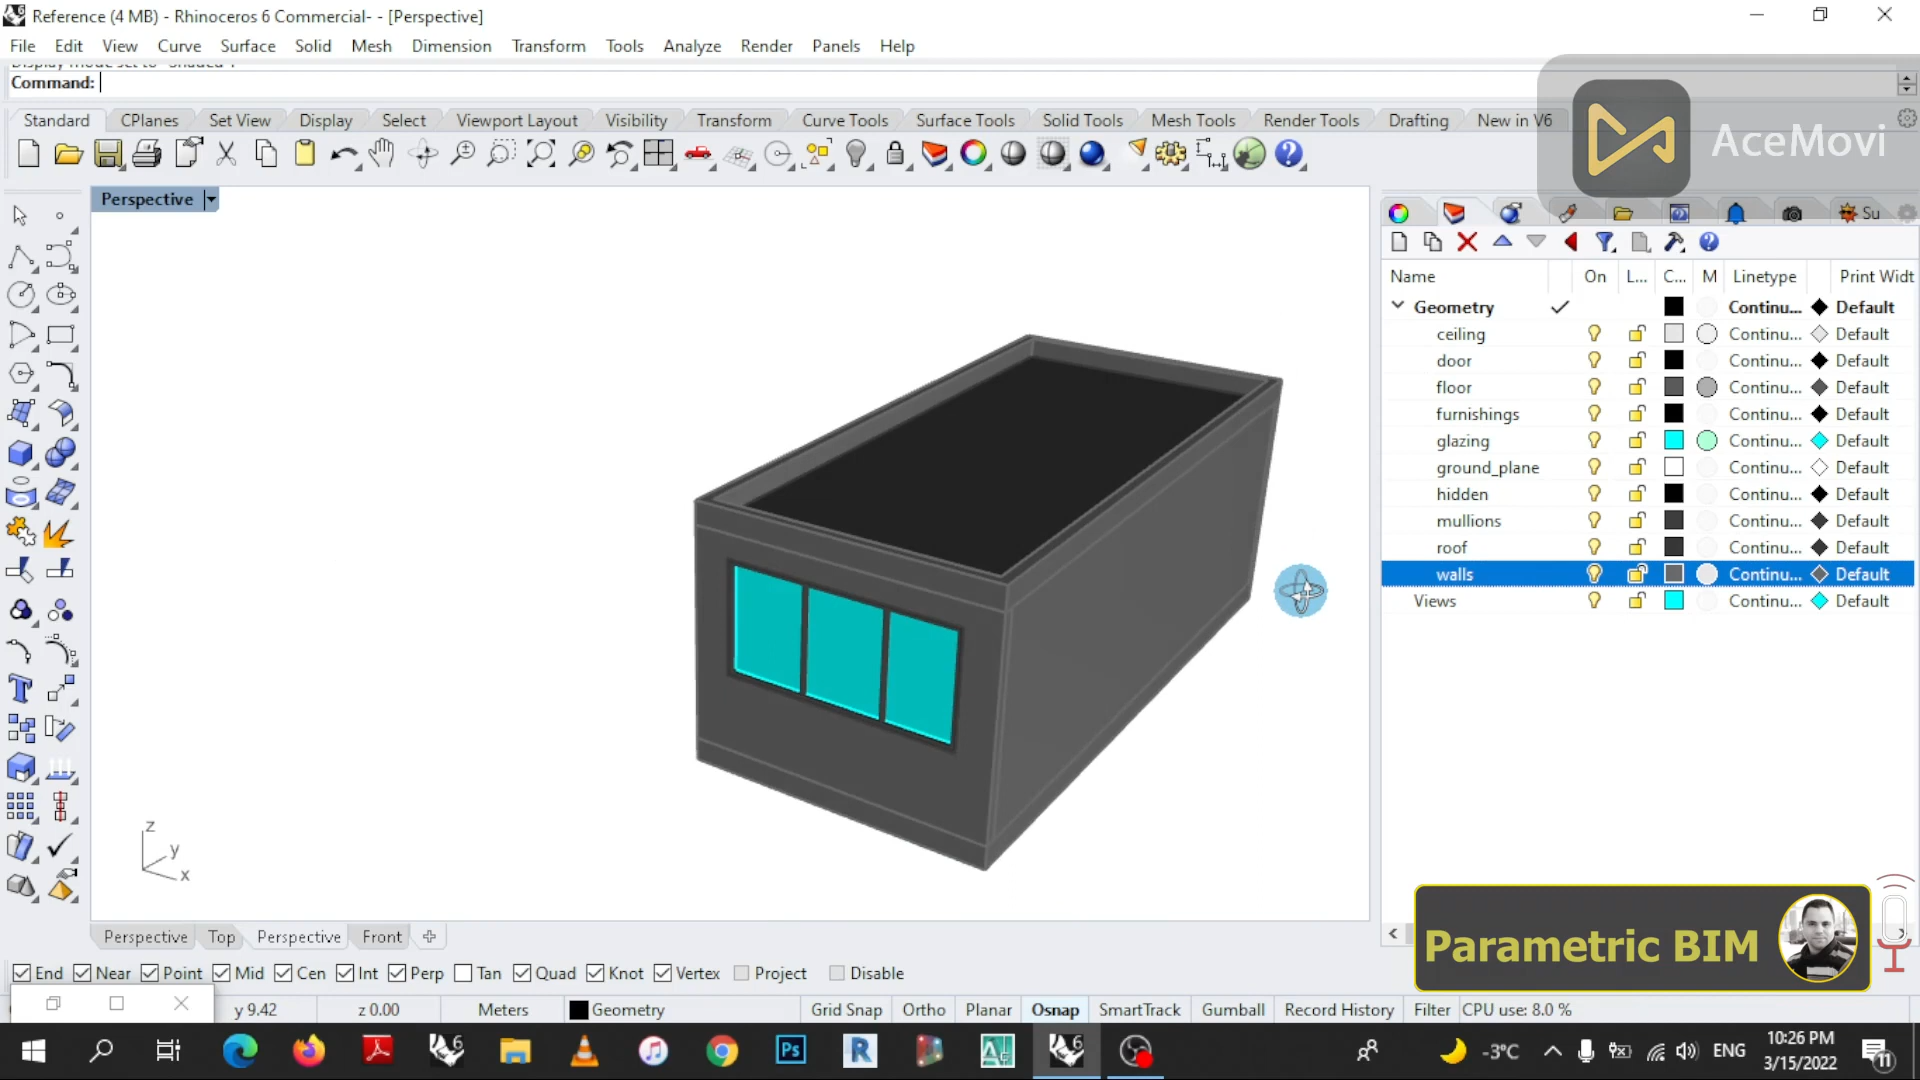 Reference (4 MB) - Rhinoceros 6 Commercial- - [Perspective]
File Edit View Curve Surface Solid Mesh Dimension Transform Tools Analyze Render Panels Help
Command:
AceMovi
Standard CPlanes Set View Display Select Viewport Layout Visibility Transform Curve Tools Surface Tools Solid Tools Mesh Tools Render Tools Drafting New in V6
Perspective
Su
Name On L... C... M Linetype Print Widt
Geometry Continu... Default
ceiling Continu... Default
door Continu... Default
floor Continu... Default
furnishings Continu... Default
glazing Continu... Default
ground_plane Continu... Default
hidden Continu... Default
mullions Continu... Default
roof Continu... Default
walls Continu... Default
Views Continu... Default
z
y
x
Parametric BIM
Perspective Top Perspective Front
End Near Point Mid Cen Int Perp Tan Quad Knot Vertex Project Disable
y 9.42 z 0.00 Meters Geometry Grid Snap Ortho Planar Osnap SmartTrack Gumball Record History Filter CPU use: 8.0 %
6 Ps R 6 -3°C ENG 10:26 PM
3/15/2022 11